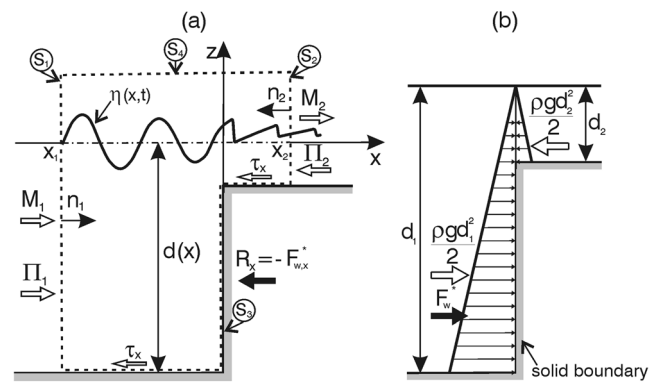 (a)
S₁
S₄
z
S₂
η(x,t)
n₂
M₂
x₁
x₂
x
Π₂
τₓ
M₁
n₁
d(x)
Π₁
Rₓ=-F*w,x
S₃
τₓ
(b)
ρgd₂²
2
d₂
d₁
ρgd₁²
2
F*w
solid boundary